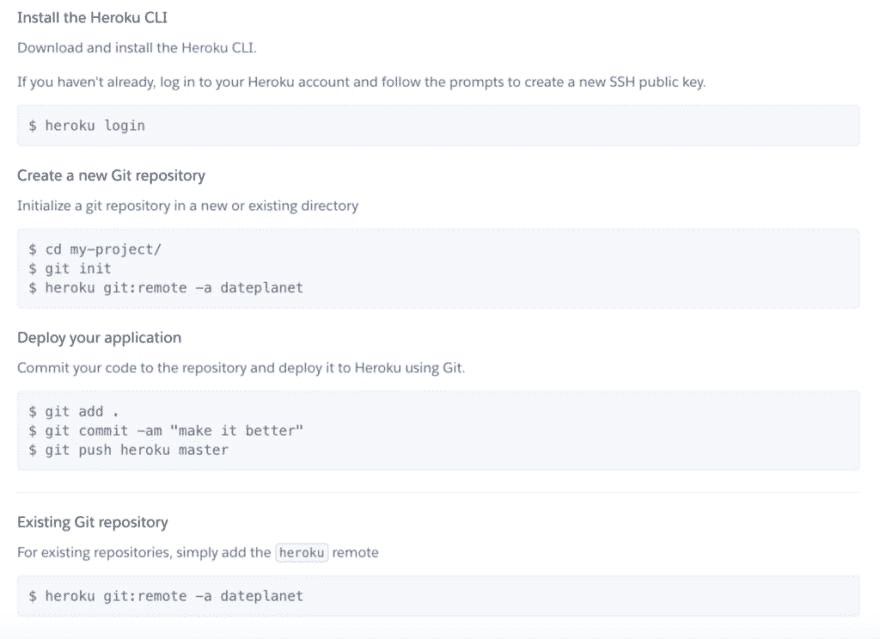 Install the Heroku CLI
Download and install the Heroku CLI.
If you haven't already, log in to your Heroku account and follow the prompts to create a new SSH public key.
$ heroku login
Create a new Git repository
Initialize a git repository in a new or existing directory
$ cd my-project/
$ git init
$ heroku git:remote -a dateplanet
Deploy your application
Commit your code to the repository and deploy it to Heroku using Git.
$ git add .
$ git commit -am "make it better"
$ git push heroku master
Existing Git repository
For existing repositories, simply add the heroku remote
$ heroku git:remote -a dateplanet